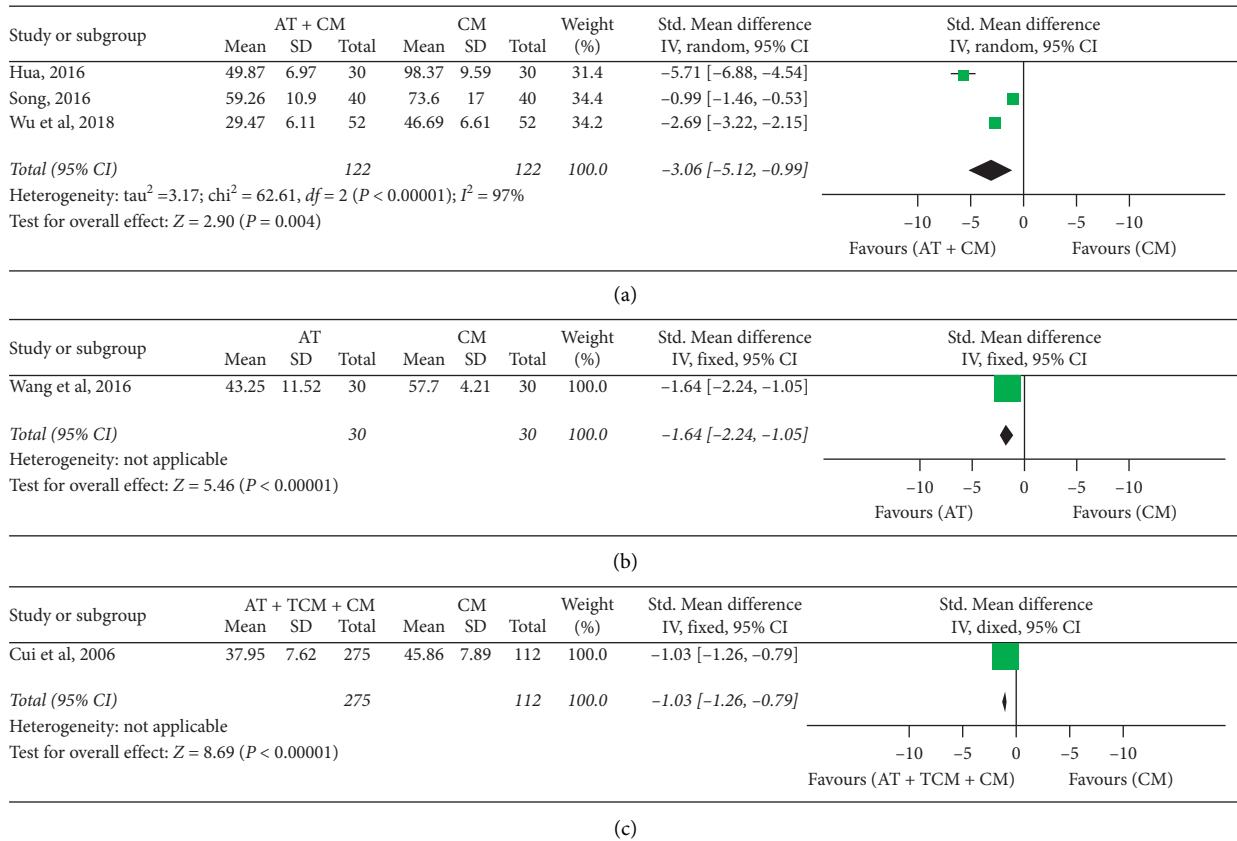 Study or subgroup AT + CM CM Weight Std. Mean difference Std. Mean difference
Mean SD Total Mean SD Total (%) IV, random, 95% CI IV, random, 95% CI
Hua, 2016 49.87 6.97 30 98.37 9.59 30 31.4 −5.71 [−6.88, −4.54]
Song, 2016 59.26 10.9 40 73.6 17 40 34.4 −0.99 [−1.46, −0.53]
Wu et al, 2018 29.47 6.11 52 46.69 6.61 52 34.2 −2.69 [−3.22, −2.15]
Total (95% CI) 122 122 100.0 −3.06 [−5.12, −0.99]
Heterogeneity: tau² =3.17; chi² = 62.61, df = 2 (P < 0.00001); I² = 97%
Test for overall effect: Z = 2.90 (P = 0.004)
−10 −5 0 −5 −10
Favours (AT + CM) Favours (CM)
(a)
Study or subgroup AT CM Weight Std. Mean difference Std. Mean difference
Mean SD Total Mean SD Total (%) IV, fixed, 95% CI IV, fixed, 95% CI
Wang et al, 2016 43.25 11.52 30 57.7 4.21 30 100.0 −1.64 [−2.24, −1.05]
Total (95% CI) 30 30 100.0 −1.64 [−2.24, −1.05]
Heterogeneity: not applicable
Test for overall effect: Z = 5.46 (P < 0.00001)
−10 −5 0 −5 −10
Favours (AT) Favours (CM)
(b)
Study or subgroup AT + TCM + CM CM Weight Std. Mean difference Std. Mean difference
Mean SD Total Mean SD Total (%) IV, fixed, 95% CI IV, dixed, 95% CI
Cui et al, 2006 37.95 7.62 275 45.86 7.89 112 100.0 −1.03 [−1.26, −0.79]
Total (95% CI) 275 112 100.0 −1.03 [−1.26, −0.79]
Heterogeneity: not applicable
Test for overall effect: Z = 8.69 (P < 0.00001)
−10 −5 0 −5 −10
Favours (AT + TCM + CM) Favours (CM)
(c)